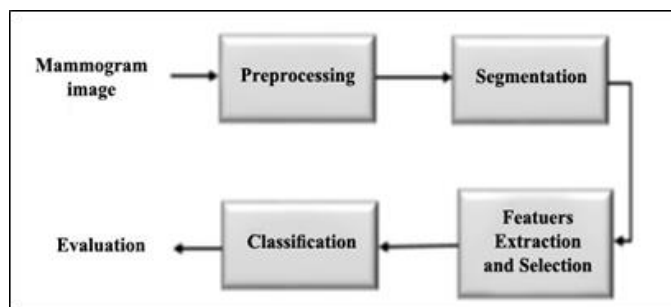 Mammogram
image
Preprocessing
Segmentation
Featuers
Extraction
and Selection
Classification
Evaluation